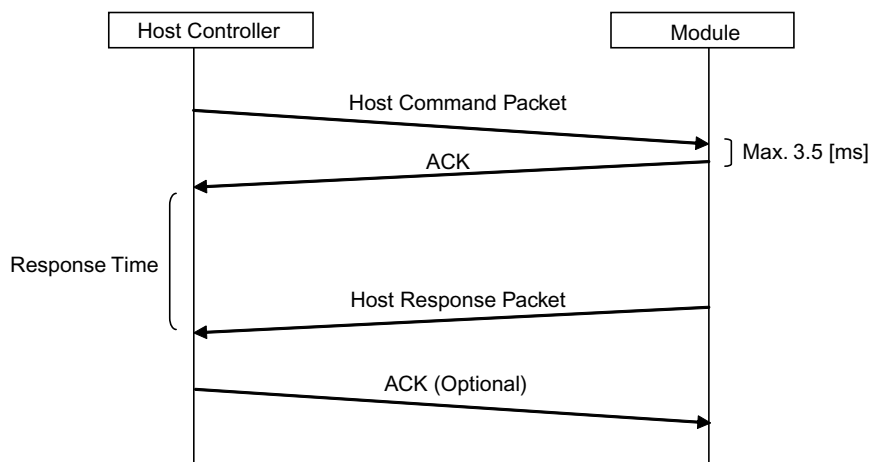 Host Controller
Module
Host Command Packet
Max. 3.5 [ms]
ACK
Response Time
Host Response Packet
ACK (Optional)